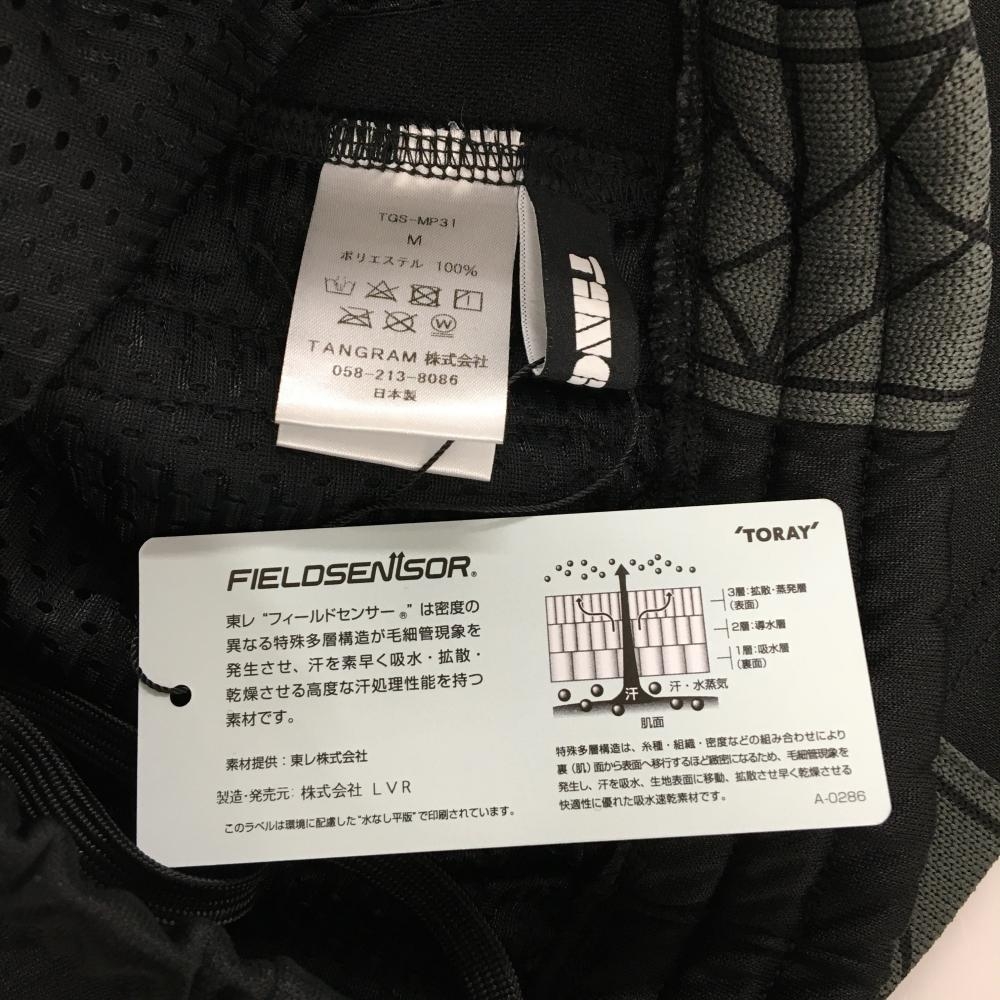 TGS-MP31
M
ポリエステル 100%
W
TANGRAM 株式会社
058-213-8086
日本製
TANG
'TORAY'
FIELDSENSOR®
東レ “フィールドセンサー®” は密度の
異なる特殊多層構造が毛細管現象を
発生させ、汗を素早く吸水・拡散・
乾燥させる高度な汗処理性能を持つ
素材です。
素材提供：東レ株式会社
製造・発売元: 株式会社 LVR
このラベルは環境に配慮した“水なし平版”で印刷されています。
3層：拡散・蒸発層
(表面)
2層：導水層
1層：吸水層
(裏面)
汗
汗・水蒸気
肌面
特殊多層構造は、糸種・組織・密度などの組み合わせにより
裏（肌）面から表面へ移行するほど緻密になるため、毛細管現象を
発生し、汗を吸水、生地表面に移動、拡散させ早く乾燥させる
快適性に優れた吸水速乾素材です。
A-0286